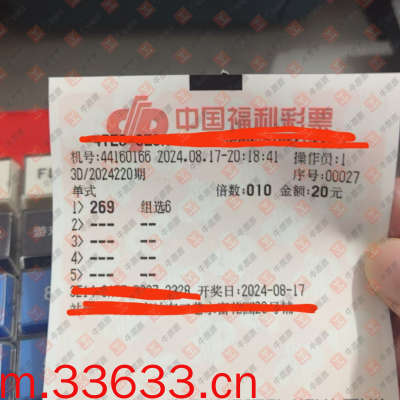 中国福利彩票
机号:44160166 2024.08.17-20:18:41 操作员:1
3D/2024220期 序号:00027
单式 倍数:010 金额:20元
1> 269 组选6
2> --- ---
3> --- ---
4> --- ---
5> --- ---
2328 开奖日:2024-08-17
m.33633.cn